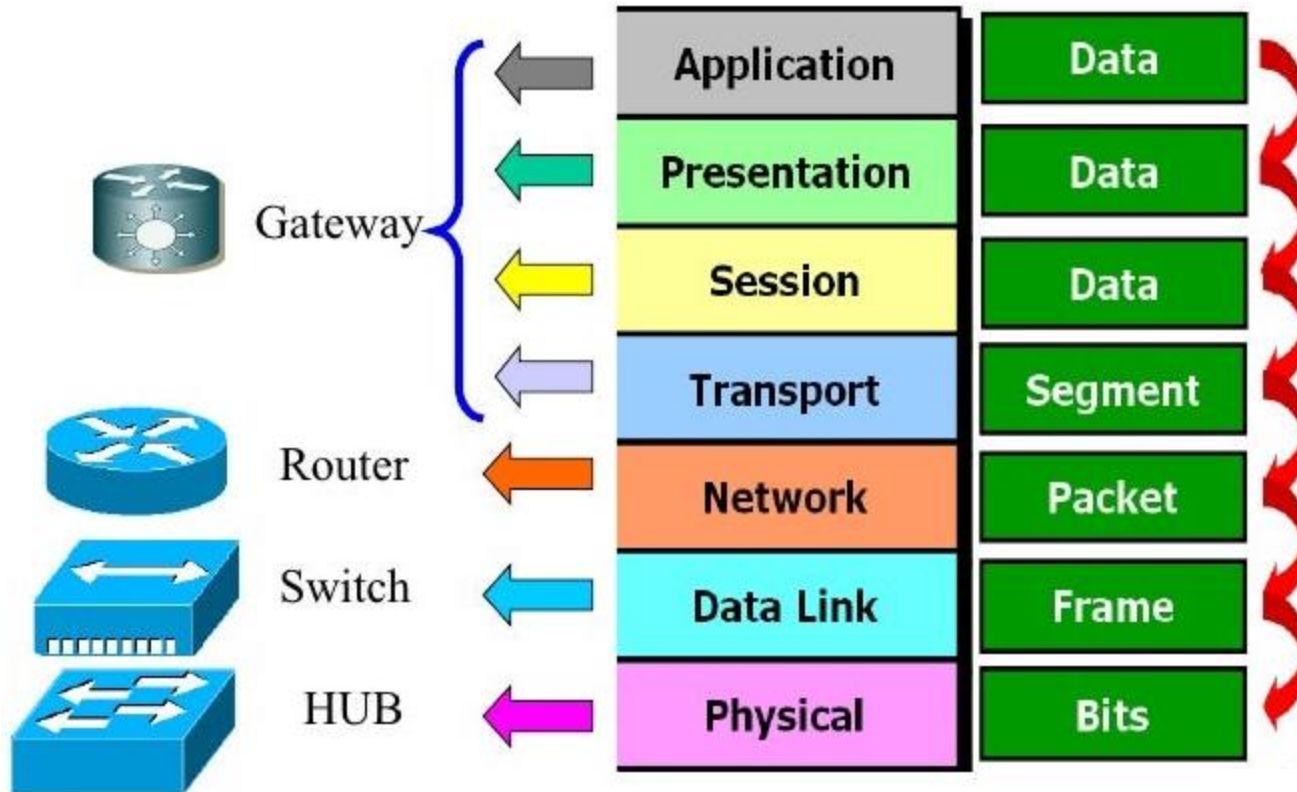 Application
Data
Presentation
Data
Gateway
Session
Data
Transport
Segment
Router
Network
Packet
Switch
Data Link
Frame
HUB
Physical
Bits